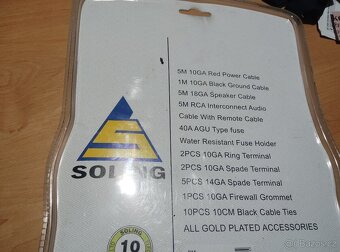 5M 10GA Red Power Cable
1M 10GA Black Ground Cable
5M 18GA Speaker Cable
5M RCA Interconnect Audio
Cable With Remote Cable
40A AGU Type fuse
Water Resistant Fuse Holder
2PCS 10GA Ring Terminal
2PCS 10GA Spade Terminal
5PCS 14GA Spade Terminal
1PCS 10GA Firewall Grommet
10PCS 10CM Black Cable Ties
ALL GOLD PLATED ACCESSORIES
S
SOLING
SOLING
10